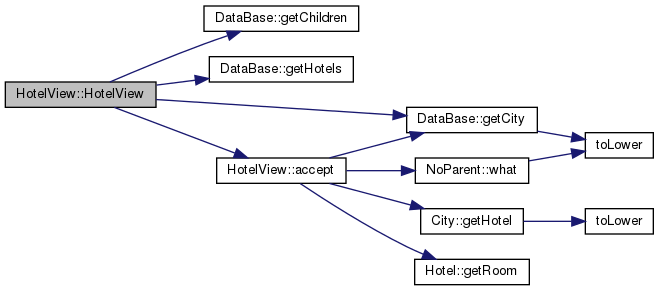 DataBase::getChildren
DataBase::getHotels
HotelView::HotelView
DataBase::getCity
toLower
HotelView::accept
NoParent::what
City::getHotel
toLower
Hotel::getRoom